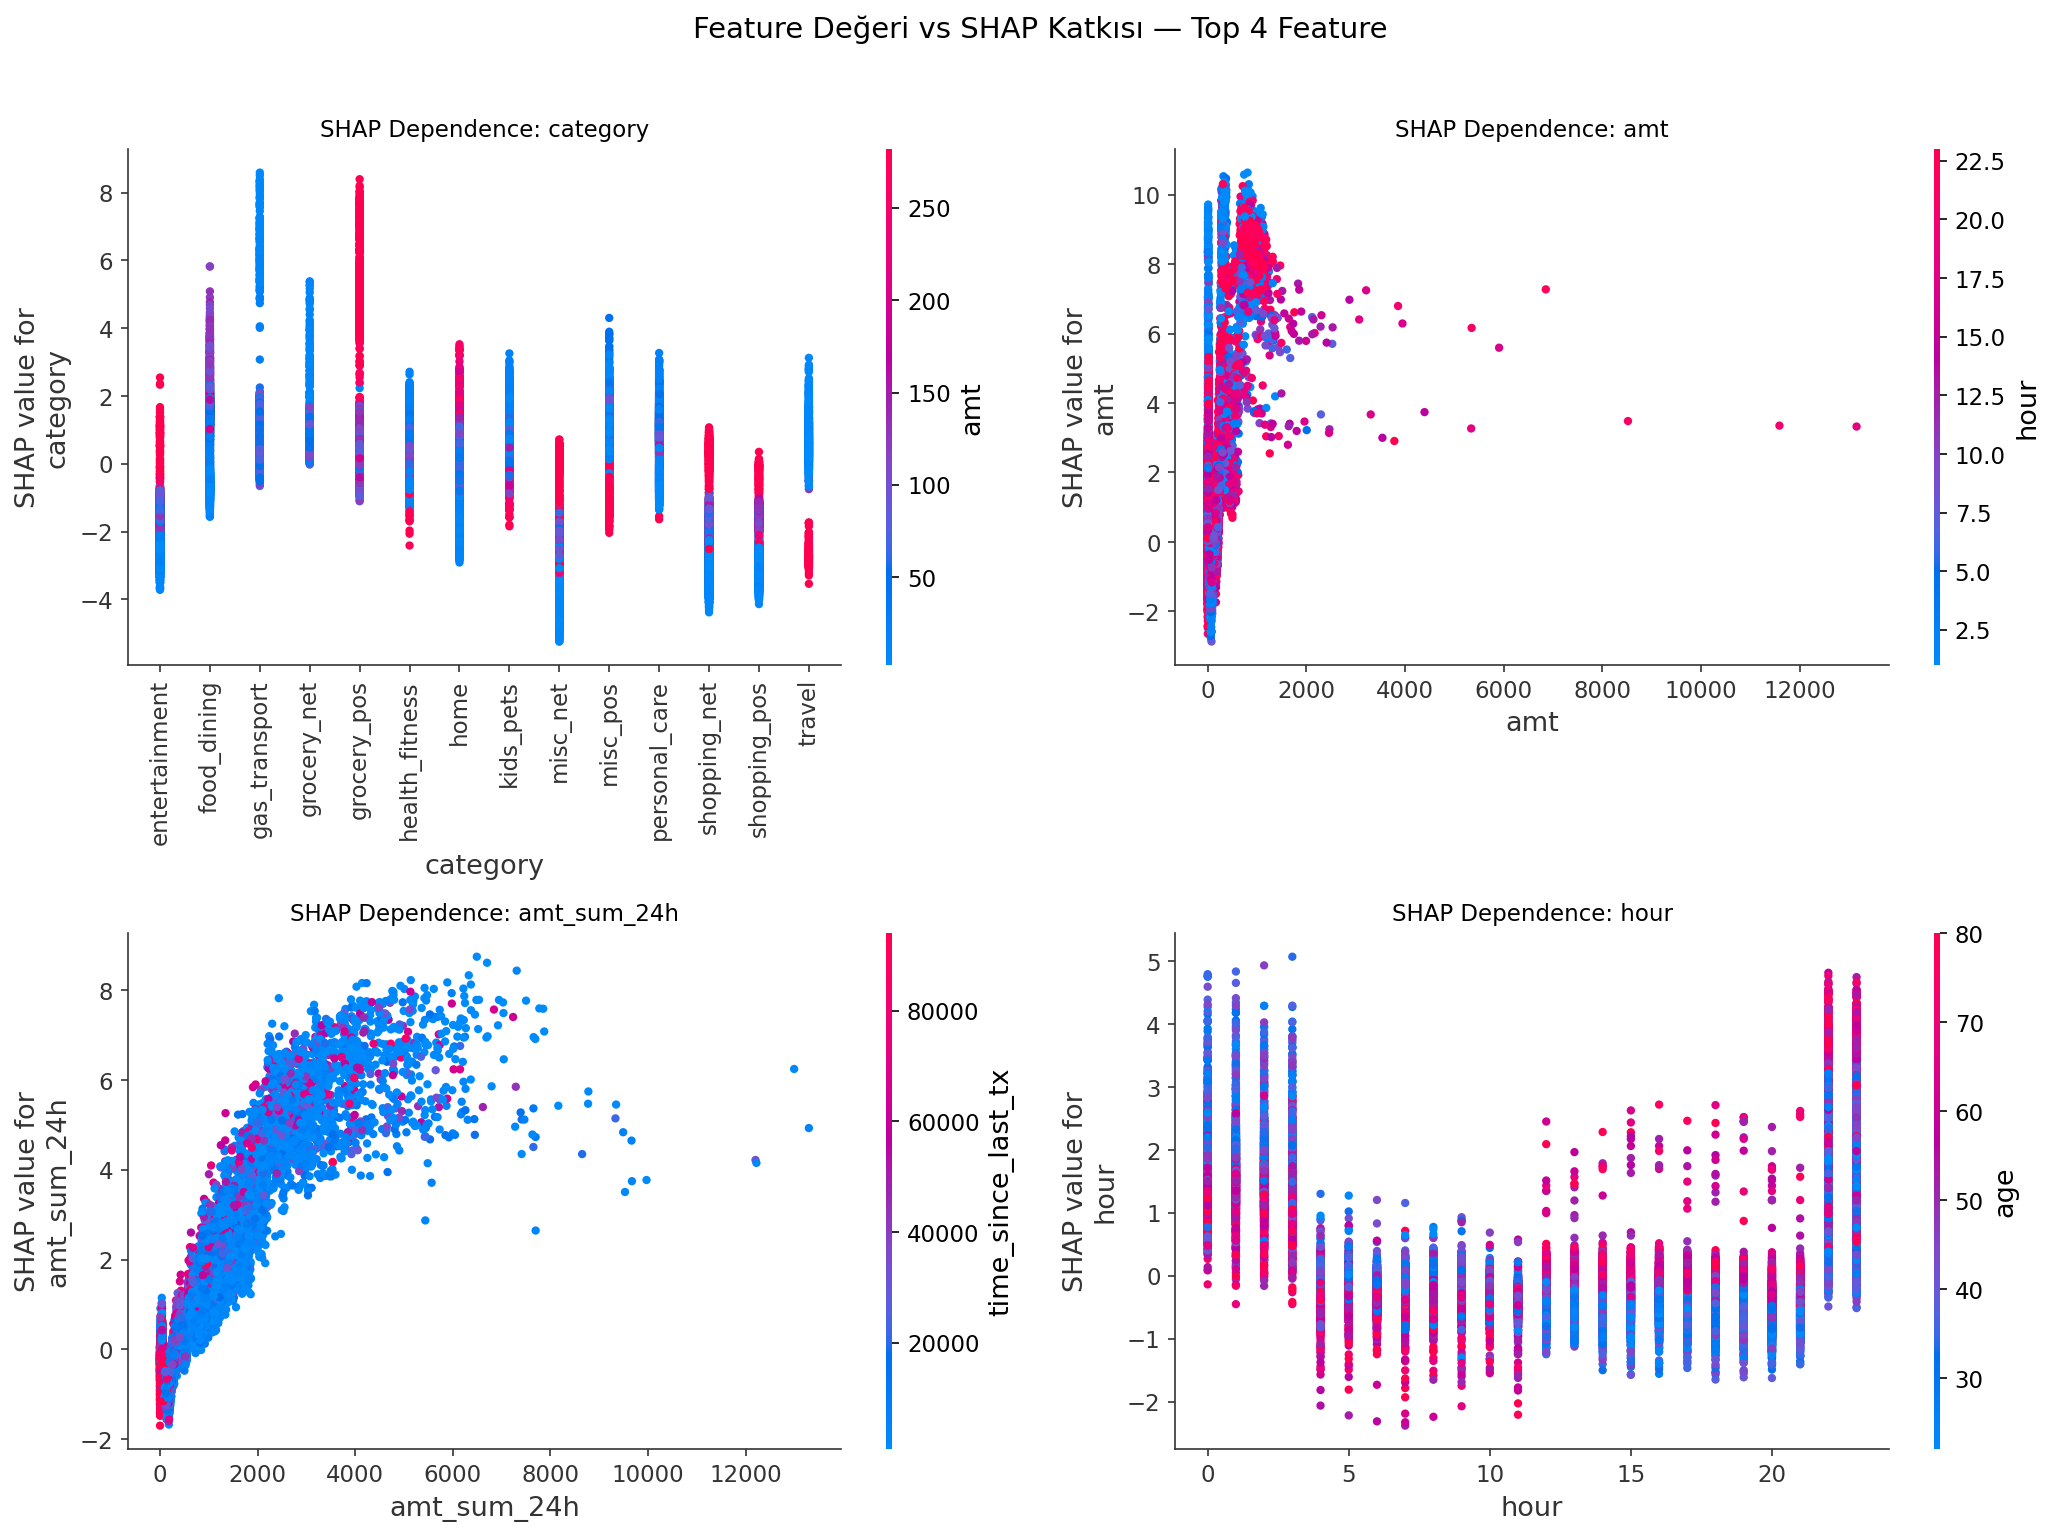 Feature Değeri vs SHAP Katkısı — Top 4 Feature
SHAP Dependence: category
SHAP value for
category
8
6
4
2
0
−2
−4
entertainment
food_dining
gas_transport
grocery_net
grocery_pos
health_fitness
home
kids_pets
misc_net
misc_pos
personal_care
shopping_net
shopping_pos
travel
category
250
200
150
100
50
amt
SHAP Dependence: amt
SHAP value for
amt
10
8
6
4
2
0
−2
0
2000
4000
6000
8000
10000
12000
amt
22.5
20.0
17.5
15.0
12.5
10.0
7.5
5.0
2.5
hour
SHAP Dependence: amt_sum_24h
SHAP value for
amt_sum_24h
8
6
4
2
0
−2
0
2000
4000
6000
8000
10000
12000
amt_sum_24h
80000
60000
40000
20000
time_since_last_tx
SHAP Dependence: hour
SHAP value for
hour
5
4
3
2
1
0
−1
−2
0
5
10
15
20
hour
80
70
60
50
40
30
age